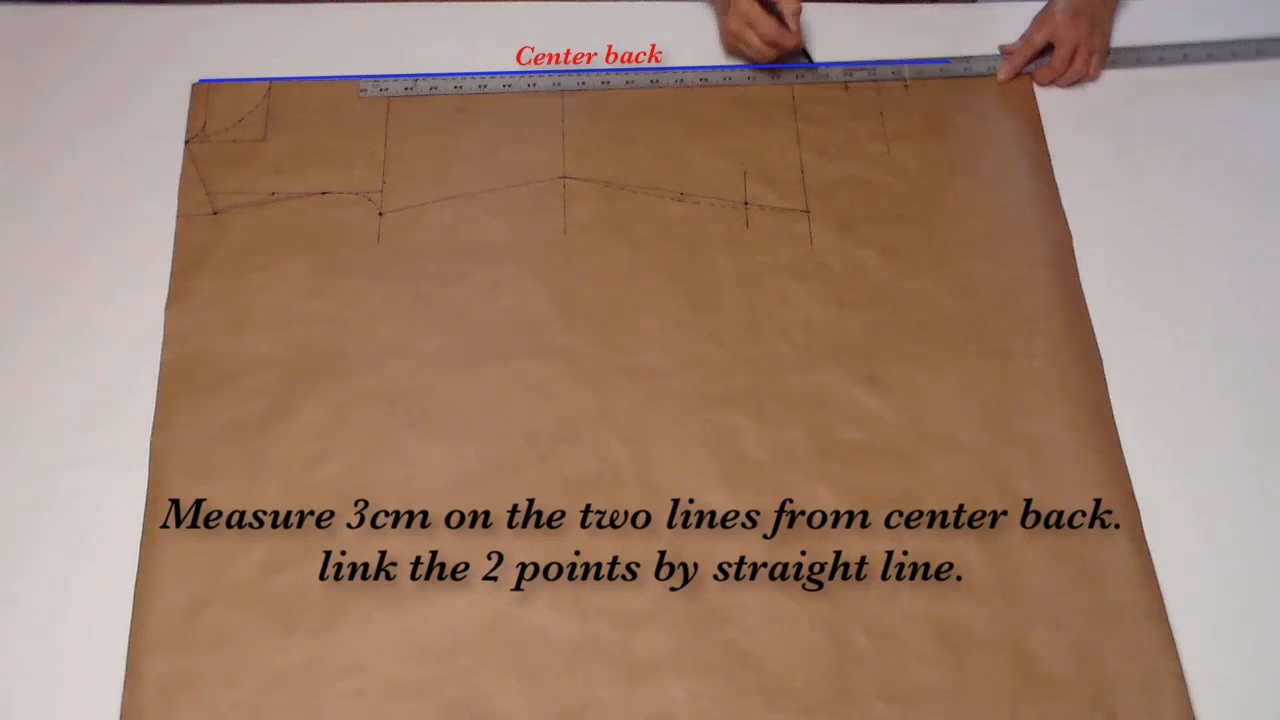 Center back
Measure 3cm on the two lines from center back.
link the 2 points by straight line.